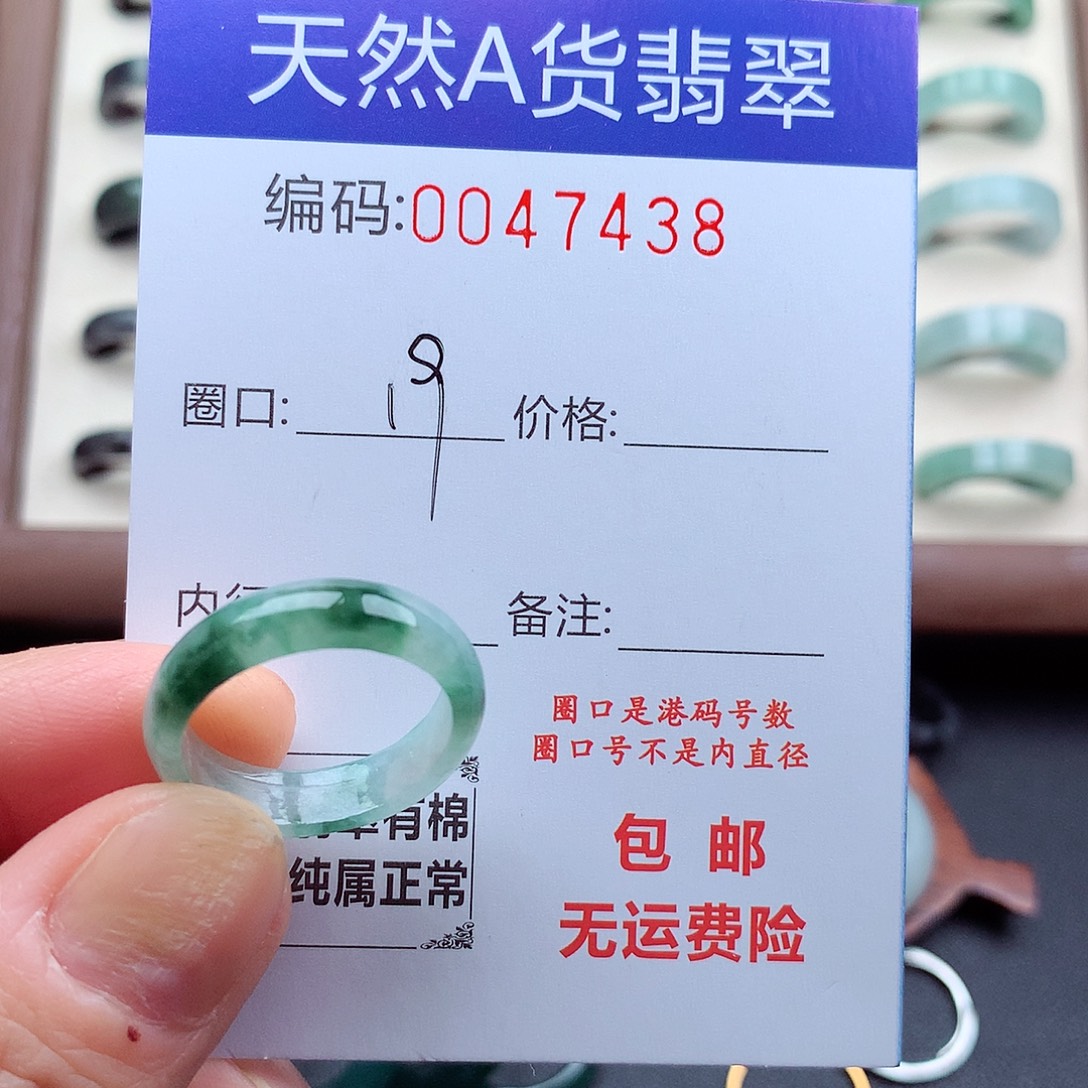 天然A货翡翠
编码:0047438
圈口: 19 价格:
内径 备注:
圈口是港码号数
圈口号不是内直径
有棉
纯属正常
包 邮
无运费险